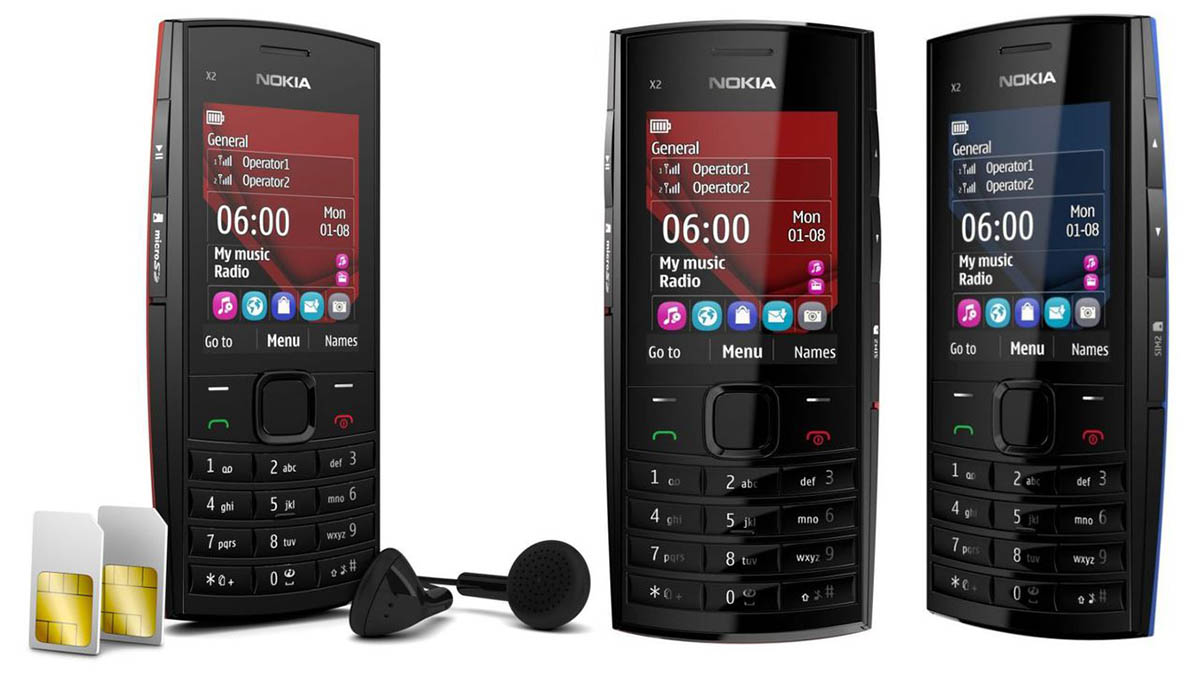 X2 NOKIA
General
1 Operator1
2 Operator2
06:00 Mon
01-08
My music
Radio
Go to Menu Names
1 2 abc def 3
4 ghi 5 jkl mno 6
7 pqrs 8 tuv wxyz 9
* + 0 #
microSD
X2 NOKIA
General
1 Operator1
2 Operator2
06:00 Mon
01-08
My music
Radio
Go to Menu Names
1 2 abc def 3
4 ghi 5 jkl mno 6
7 pqrs 8 tuv wxyz 9
* + 0 #
microSD
SIM2
X2 NOKIA
General
1 Operator1
2 Operator2
06:00 Mon
01-08
My music
Radio
Go to Menu Names
1 2 abc def 3
4 ghi 5 jkl mno 6
7 pqrs 8 tuv wxyz 9
* + 0 #
SIM2